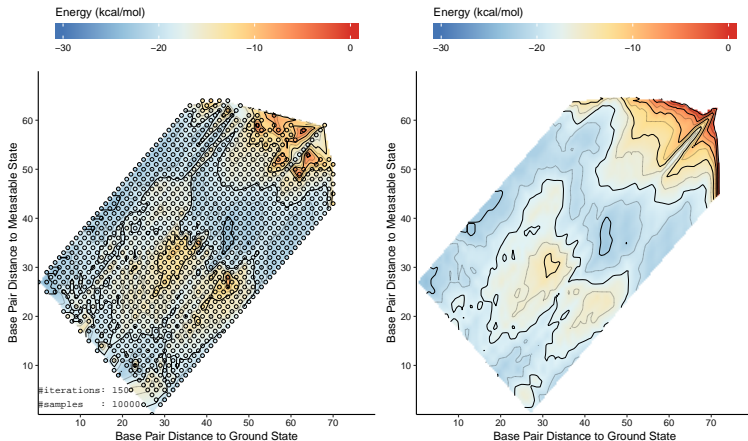 Energy (kcal/mol)
−30 −20 −10 0
Base Pair Distance to Metastable State
60
50
40
30
20
10
#iterations: 150
#samples : 10000
10 20 30 40 50 60 70
Base Pair Distance to Ground State
Energy (kcal/mol)
−30 −20 −10 0
Base Pair Distance to Metastable State
60
50
40
30
20
10
10 20 30 40 50 60 70
Base Pair Distance to Ground State